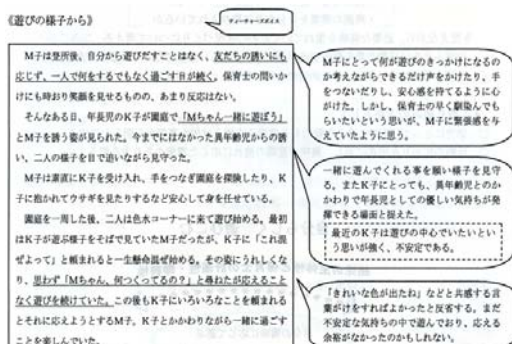 《遊びの様子から》
M子は登所後、自分から遊びだすことはなく、友だちの誘いにも
応じず、一人で何をするでもなく過ごす日が続く。保育士の問いか
けにも時おり笑顔を見せるものの、あまり反応はない。
そんなある日、年長児のK子が園庭で「Mちゃん一緒に遊ぼう」
とM子を誘う姿が見られた。今までにはなかった異年齢児からの誘
い、二人の様子を目で追いながら見守った。
M子は素直にK子を受け入れ、手をつなぎ園庭を探険したり、K
子に抱かれてウサギを見たりするなど安心して身を任せている。
園庭を一周した後、二人は色水コーナーに来て遊び始める。最初
はK子が遊ぶ様子をそばで見ていたM子だったが、K子に「これ混
ぜよって」と頼まれると一生懸命混ぜ始める。そのうちにうれしくな
り、思わず「Mちゃん、何つくってるの?」と尋ねたが応えること
なく遊びを続けていた。この後もK子にいろいろなことを頼まれる
とそれに応えようとするM子。K子とかかわりながら一緒に過ごす
ことを楽しんでいた。
M子にとって何が遊びのきっかけになるの
か考えながらできるだけ声をかけたり、手
をつないだりし、安心感を持てるように心
がけた。しかし、保育士の早く馴染んでも
らいたいという思いが、M子に緊張感を与
えていたように思う。
一緒に遊んでくれる事を願い様子を見守
る。またK子にとっても、異年齢児とのか
かわりで年長児としての優しい気持ちが発
揮できる場面と捉えた。
最近のK子は遊びの中心でいたいとい
う思いが強く、不安定である。
「きれいな色が出たね」などと共感する言
葉がけをすればよかったと反省する。まだ
不安定な気持ちの中で遊んでおり、応える
余裕がなかったのかもしれない。